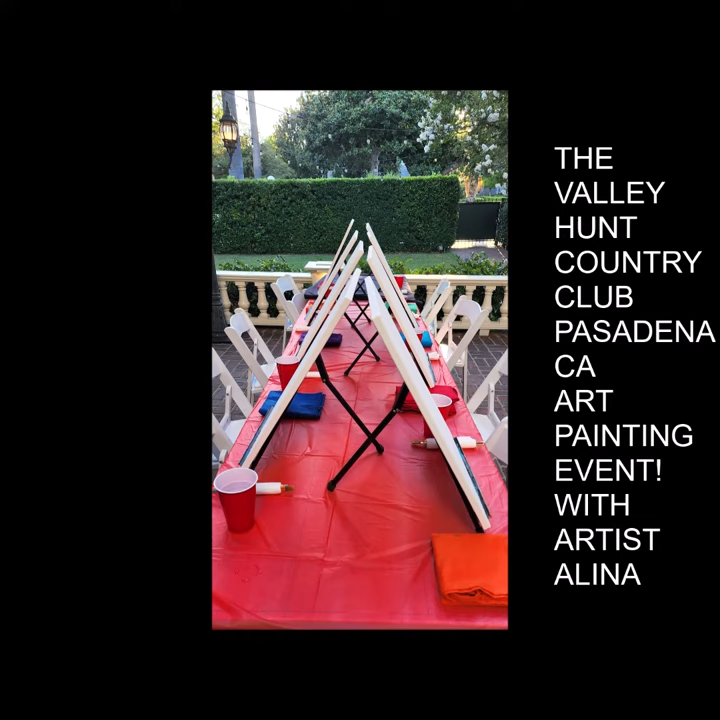 THE
VALLEY
HUNT
COUNTRY
CLUB
PASADENA
CA
ART
PAINTING
EVENT!
WITH
ARTIST
ALINA